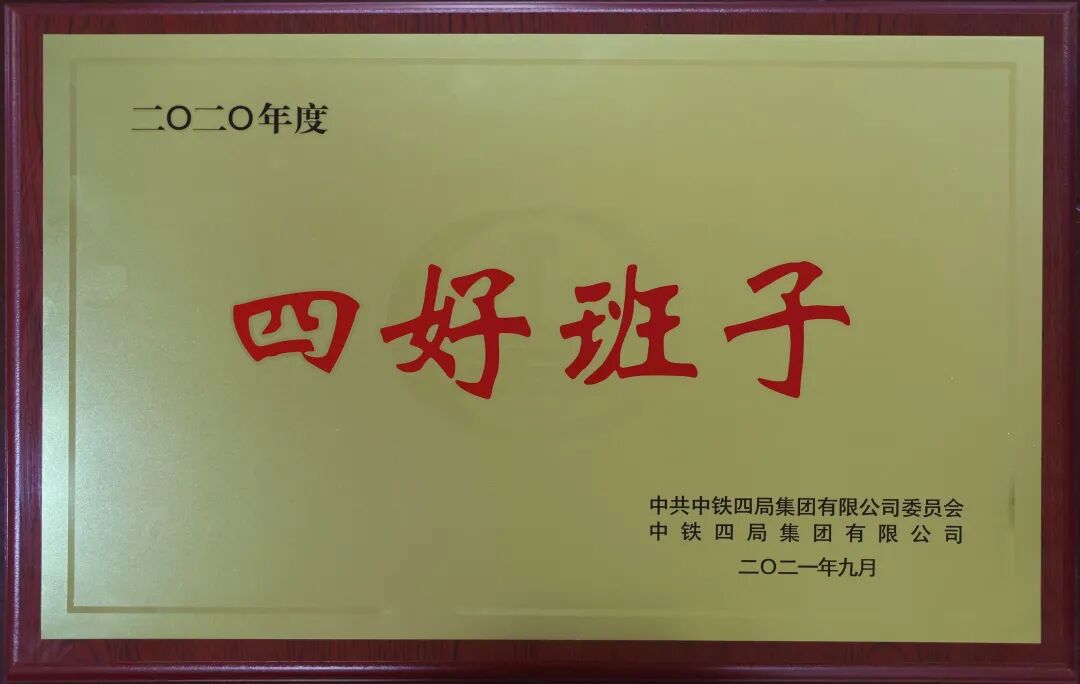 二〇二〇年度
四好班子
中共中铁四局集团有限公司委员会
中铁四局集团有限公司
二〇二一年九月